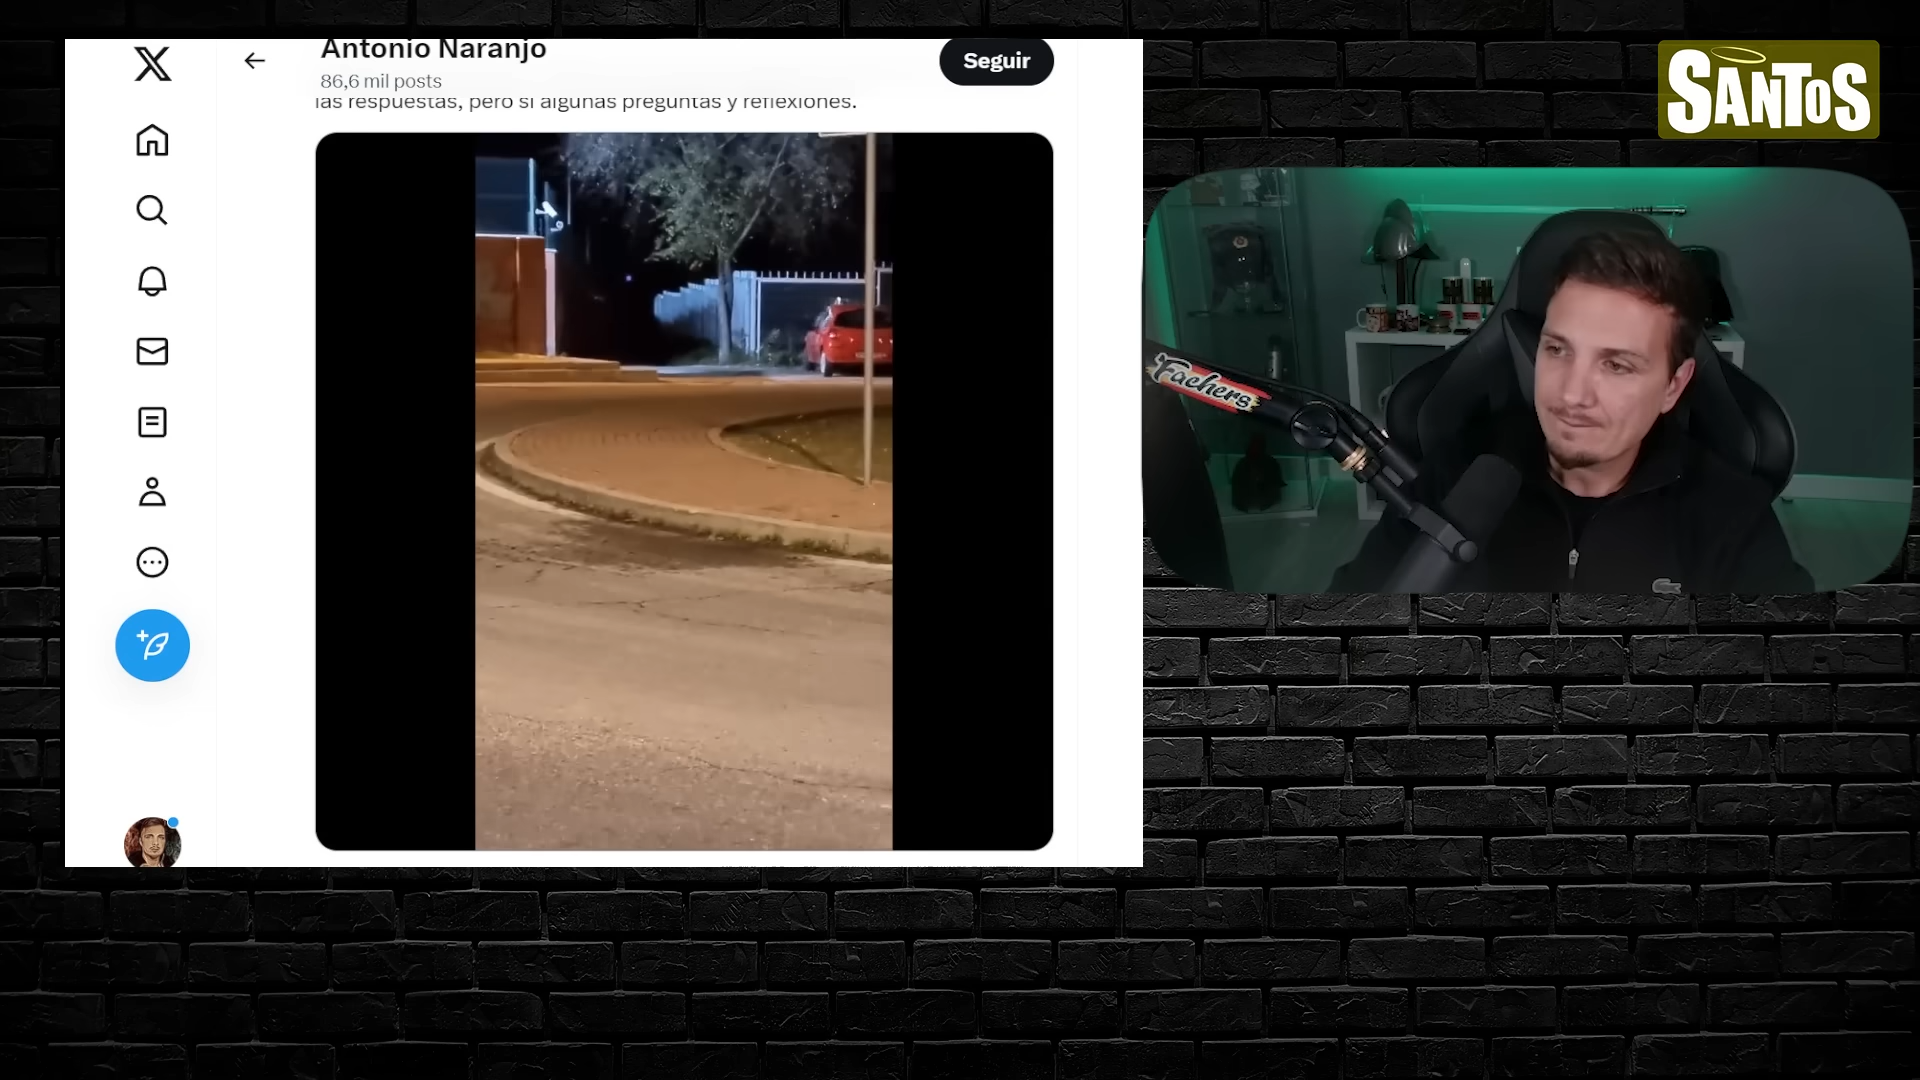 Antonio Naranjo
86,6 mil posts
Seguir
las respuestas, pero sí algunas preguntas y reflexiones.
SANTOS
Fachers